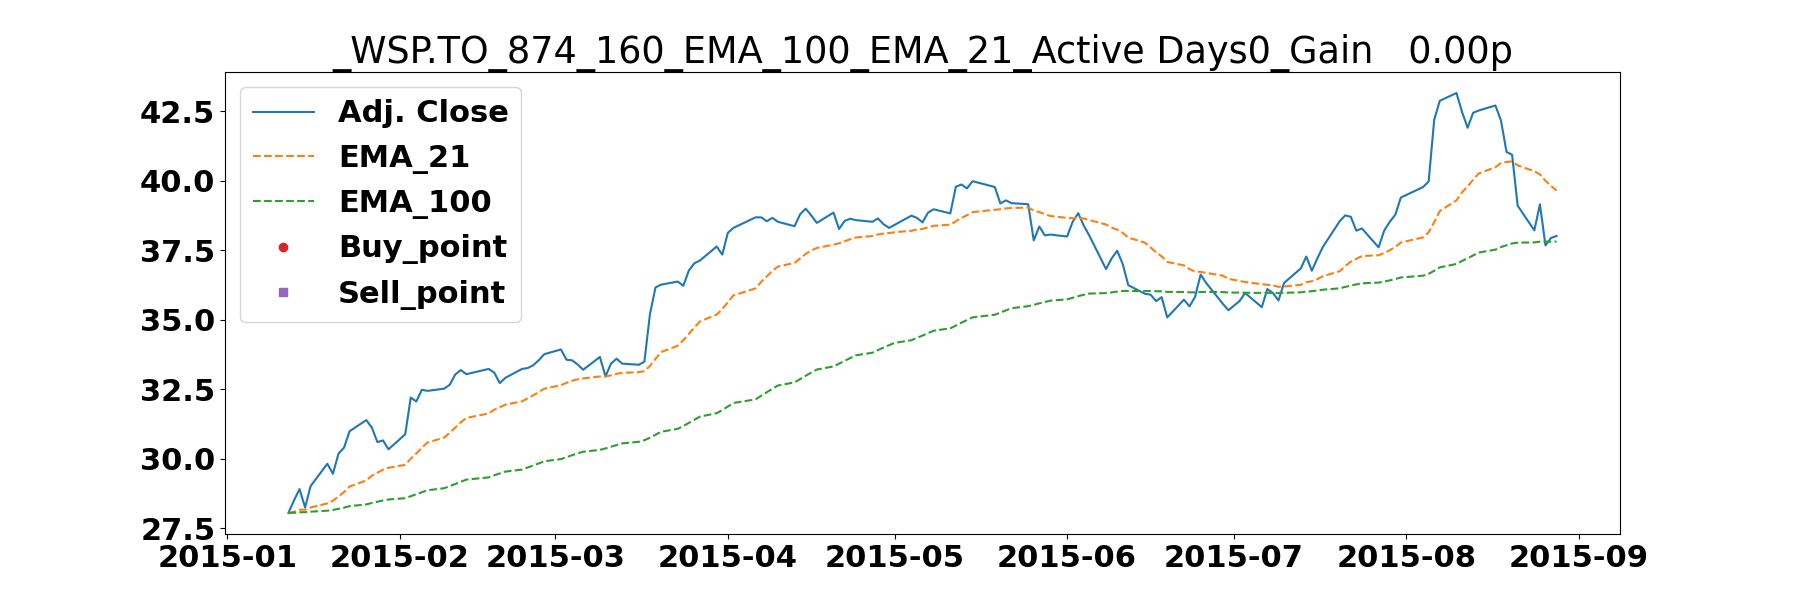 _WSP.TO_874_160_EMA_100_EMA_21_Active Days0_Gain   0.00p
Adj. Close
EMA_21
EMA_100
Buy_point
Sell_point
42.5
40.0
37.5
35.0
32.5
30.0
27.5
2015-01 2015-02 2015-03 2015-04 2015-05 2015-06 2015-07 2015-08 2015-09